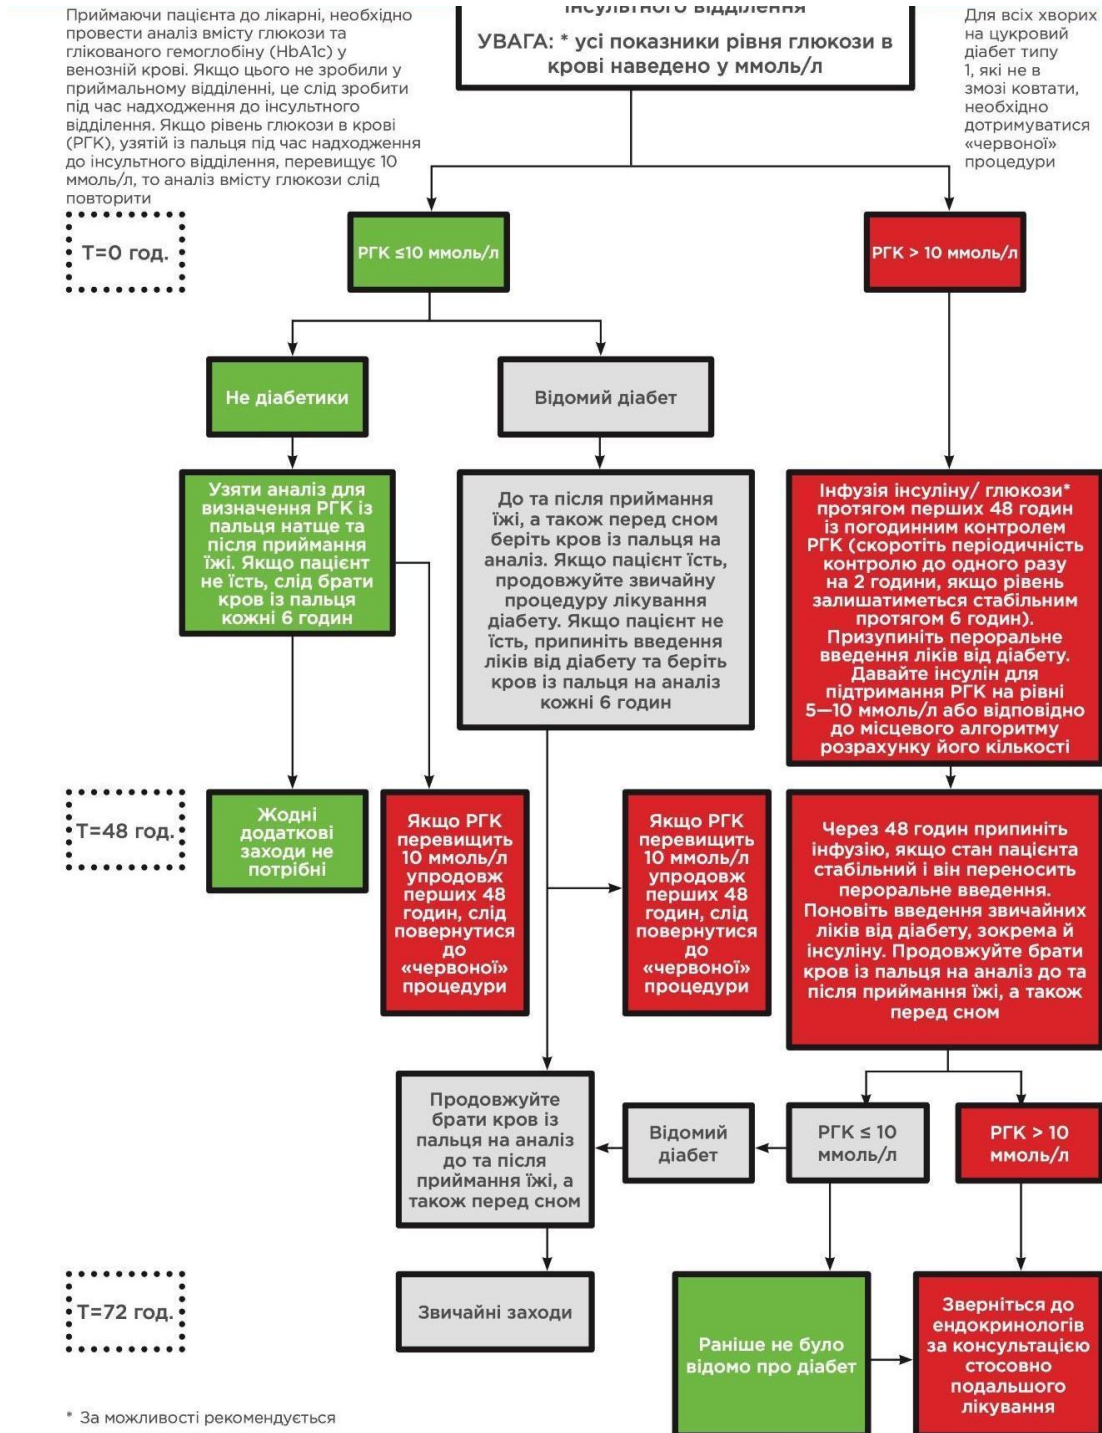 Приймаючи пацієнта до лікарні, необхідно
провести аналіз вмісту глюкози та
глікованого гемоглобіну (HbA1c) у
венозній крові. Якщо цього не зробили у
приймальному відділенні, це слід зробити
під час надходження до інсультного
відділення. Якщо рівень глюкози в крові
(РГК), узятій із пальця під час надходження
до інсультного відділення, перевищує 10
ммоль/л, то аналіз вмісту глюкози слід
повторити
інсультного відділення
УВАГА: * усі показники рівня глюкози в
крові наведено у ммоль/л
Для всіх хворих
на цукровий
діабет типу
1, які не в
змозі ковтати,
необхідно
дотримуватися
«червоної»
процедури
Т=0 год.
РГК ≤10 ммоль/л
РГК > 10 ммоль/л
Не діабетики
Відомий діабет
Узяти аналіз для
визначення РГК із
пальця натще та
після приймання
їжі. Якщо пацієнт
не їсть, слід брати
кров із пальця
кожні 6 годин
До та після приймання
їжі, а також перед сном
беріть кров із пальця на
аналіз. Якщо пацієнт їсть,
продовжуйте звичайну
процедуру лікування
діабету. Якщо пацієнт не
їсть, припиніть введення
ліків від діабету та беріть
кров із пальця на аналіз
кожні 6 годин
Інфузія інсуліну/ глюкози*
протягом перших 48 годин
із погодинним контролем
РГК (скоротіть періодичність
контролю до одного разу
на 2 години, якщо рівень
залишатиметься стабільним
протягом 6 годин).
Призупиніть пероральне
введення ліків від діабету.
Давайте інсулін для
підтримання РГК на рівні
5—10 ммоль/л або відповідно
до місцевого алгоритму
розрахунку його кількості
Т=48 год.
Жодні
додаткові
заходи не
потрібні
Якщо РГК
перевищить
10 ммоль/л
упродовж
перших 48
годин, слід
повернутися
до
«червоної»
процедури
Якщо РГК
перевищить
10 ммоль/л
упродовж
перших 48
годин, слід
повернутися
до
«червоної»
процедури
Через 48 годин припиніть
інфузію, якщо стан пацієнта
стабільний і він переносить
пероральне введення.
Поновіть введення звичайних
ліків від діабету, зокрема й
інсуліну. Продовжуйте брати
кров із пальця на аналіз до та
після приймання їжі, а також
перед сном
Продовжуйте
брати кров із
пальця на аналіз
до та після
приймання їжі, а
також перед сном
Відомий
діабет
РГК ≤ 10
ммоль/л
РГК > 10
ммоль/л
Т=72 год.
Звичайні заходи
Раніше не було
відомо про діабет
Зверніться до
ендокринологів
за консультацією
стосовно
подальшого
лікування
* За можливості рекомендується